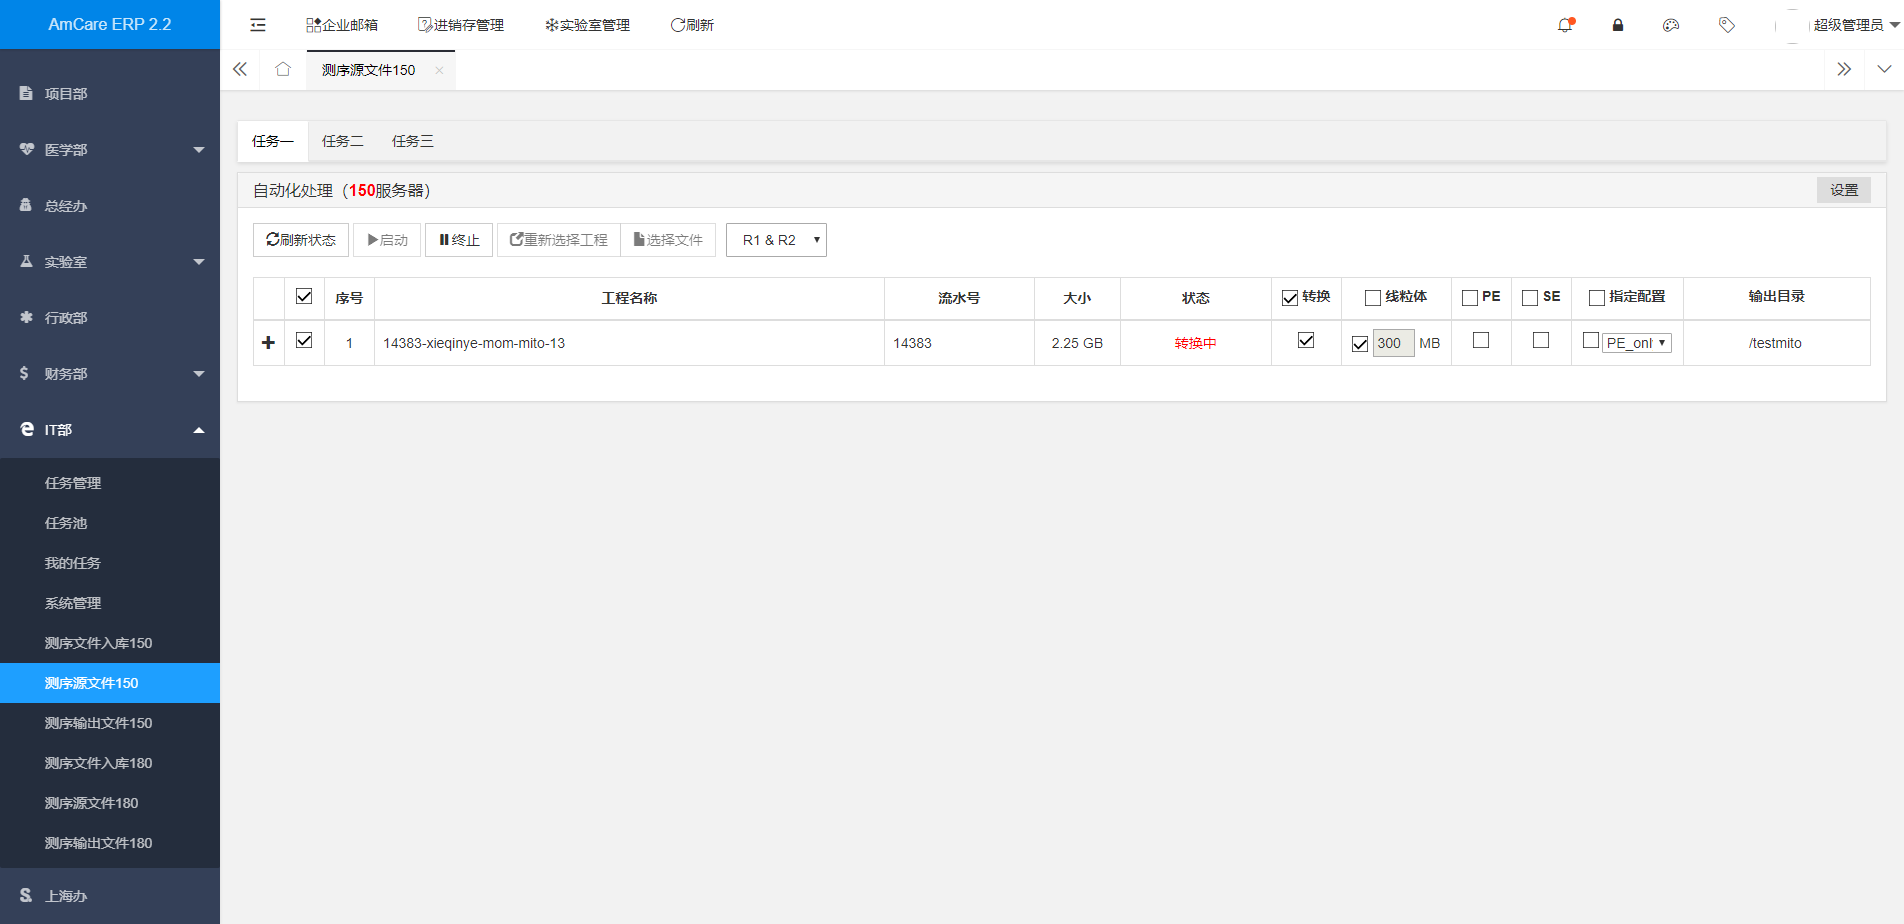 AmCare ERP 2.2
企业邮箱
进销存管理
实验室管理
刷新
超级管理员
测序源文件150
项目部
医学部
总经办
实验室
行政部
财务部
IT部
任务管理
任务池
我的任务
系统管理
测序文件入库150
测序源文件150
测序输出文件150
测序文件入库180
测序源文件180
测序输出文件180
上海办
任务一
任务二
任务三
自动化处理（150服务器）
设置
刷新状态
启动
终止
重新选择工程
选择文件
R1 & R2
序号 工程名称 流水号 大小 状态 转换 线粒体 PE SE 指定配置 输出目录
1 14383-xieqinye-mom-mito-13 14383 2.25 GB 转换中 300 MB PE_onl /testmito